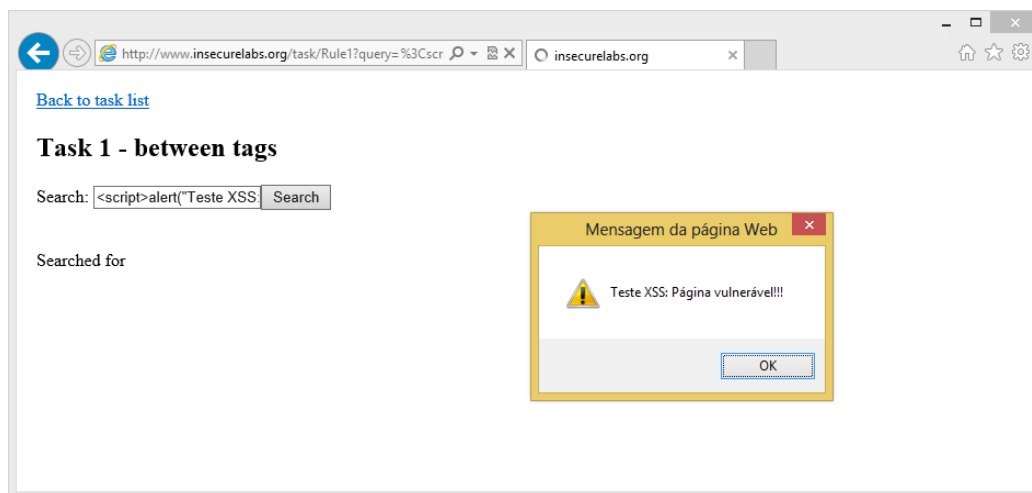 http://www.insecurelabs.org/task/Rule1?query=%3Cscr
insecurelabs.org
Back to task list
Task 1 - between tags
Search: <script>alert("Teste XSS: Search
Mensagem da página Web
Teste XSS: Página vulnerável!!!
OK
Searched for